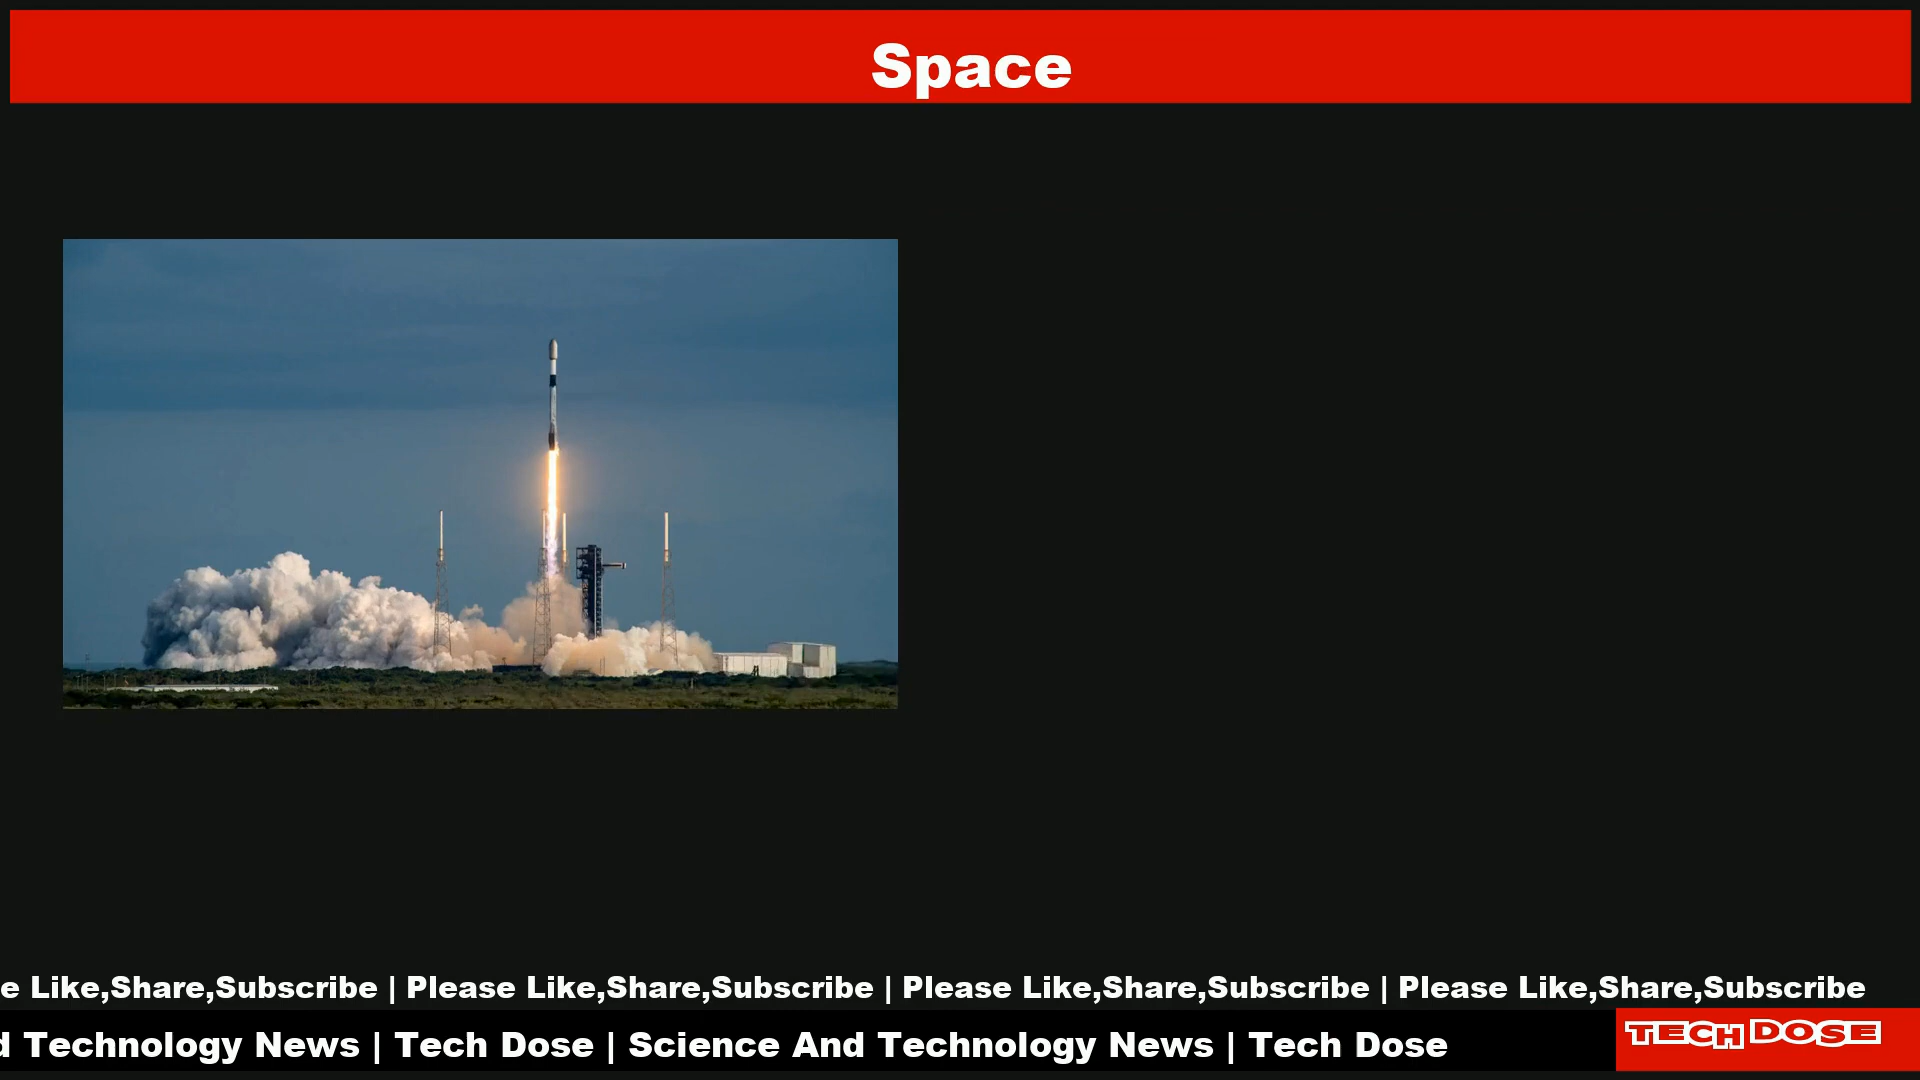 Space
e Like,Share,Subscribe | Please Like,Share,Subscribe | Please Like,Share,Subscribe | Please Like,Share,Subscribe
d Technology News | Tech Dose | Science And Technology News | Tech Dose
TECH DOSE